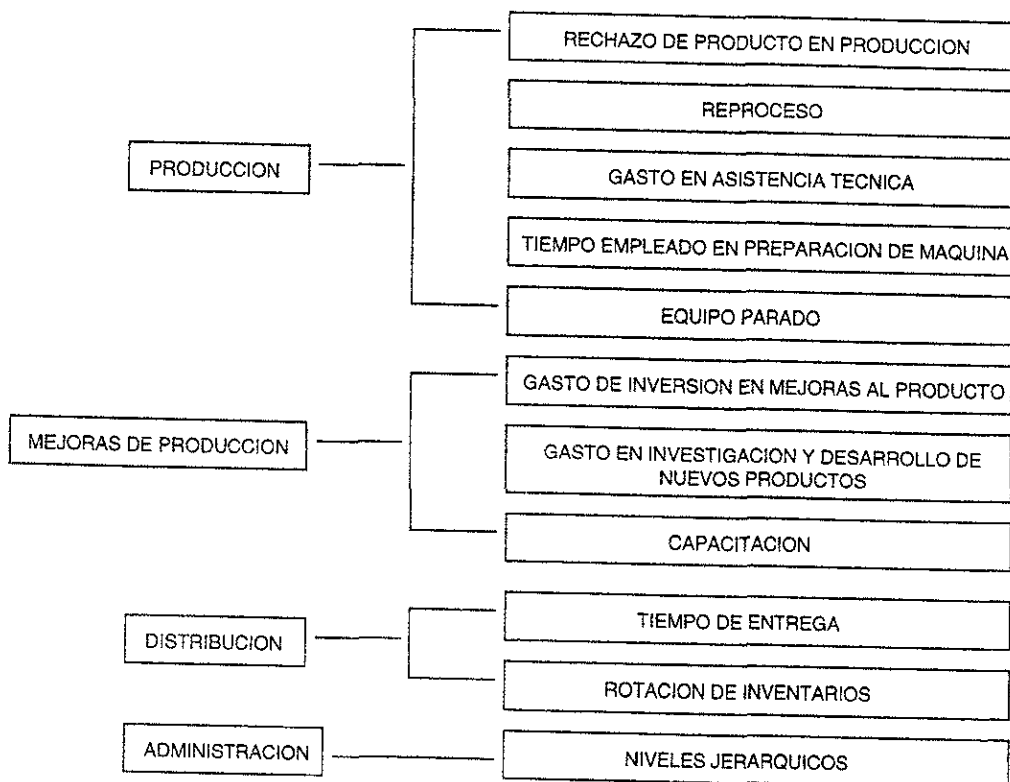 PRODUCCION
RECHAZO DE PRODUCTO EN PRODUCCION
REPROCESO
GASTO EN ASISTENCIA TECNICA
TIEMPO EMPLEADO EN PREPARACION DE MAQUINA
EQUIPO PARADO
MEJORAS DE PRODUCCION
GASTO DE INVERSION EN MEJORAS AL PRODUCTO
GASTO EN INVESTIGACION Y DESARROLLO DE
NUEVOS PRODUCTOS
CAPACITACION
DISTRIBUCION
TIEMPO DE ENTREGA
ROTACION DE INVENTARIOS
ADMINISTRACION
NIVELES JERARQUICOS